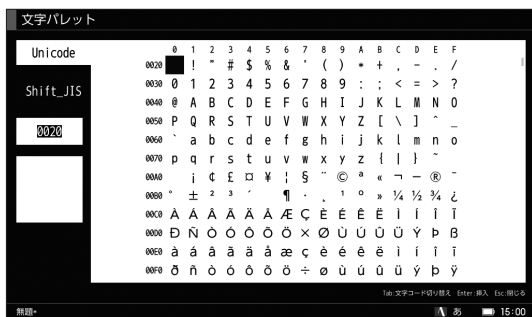 文字パレット
Unicode
Shift_JIS
0020
0 1 2 3 4 5 6 7 8 9 A B C D E F
0020 ! " # $ % & ' ( ) * + , - . /
0030 0 1 2 3 4 5 6 7 8 9 : ; < = > ?
0040 @ A B C D E F G H I J K L M N O
0050 P Q R S T U V W X Y Z [ \ ] ^ _
0060 ` a b c d e f g h i j k l m n o
0070 p q r s t u v w x y z { | } ~
00A0 ¡ ¢ £ ¤ ¥ ¦ § ¨ © ª « ¬ – ® ¯
00B0 ° ± ² ³ ´ ¶ · ¸ ¹ º » ¼ ½ ¾ ¿
00C0 À Á Â Ã Ä Å Æ Ç È É Ê Ë Ì Í Î Ï
00D0 Ð Ñ Ò Ó Ô Õ Ö × Ø Ù Ú Û Ü Ý Þ ß
00E0 à á â ã ä å æ ç è é ê ë ì í î ï
00F0 ð ñ ò ó ô õ ö ÷ ø ù ú û ü ý þ ÿ
Tab:文字コード切り替え Enter:挿入 Esc:閉じる
無題* A あ 15:00